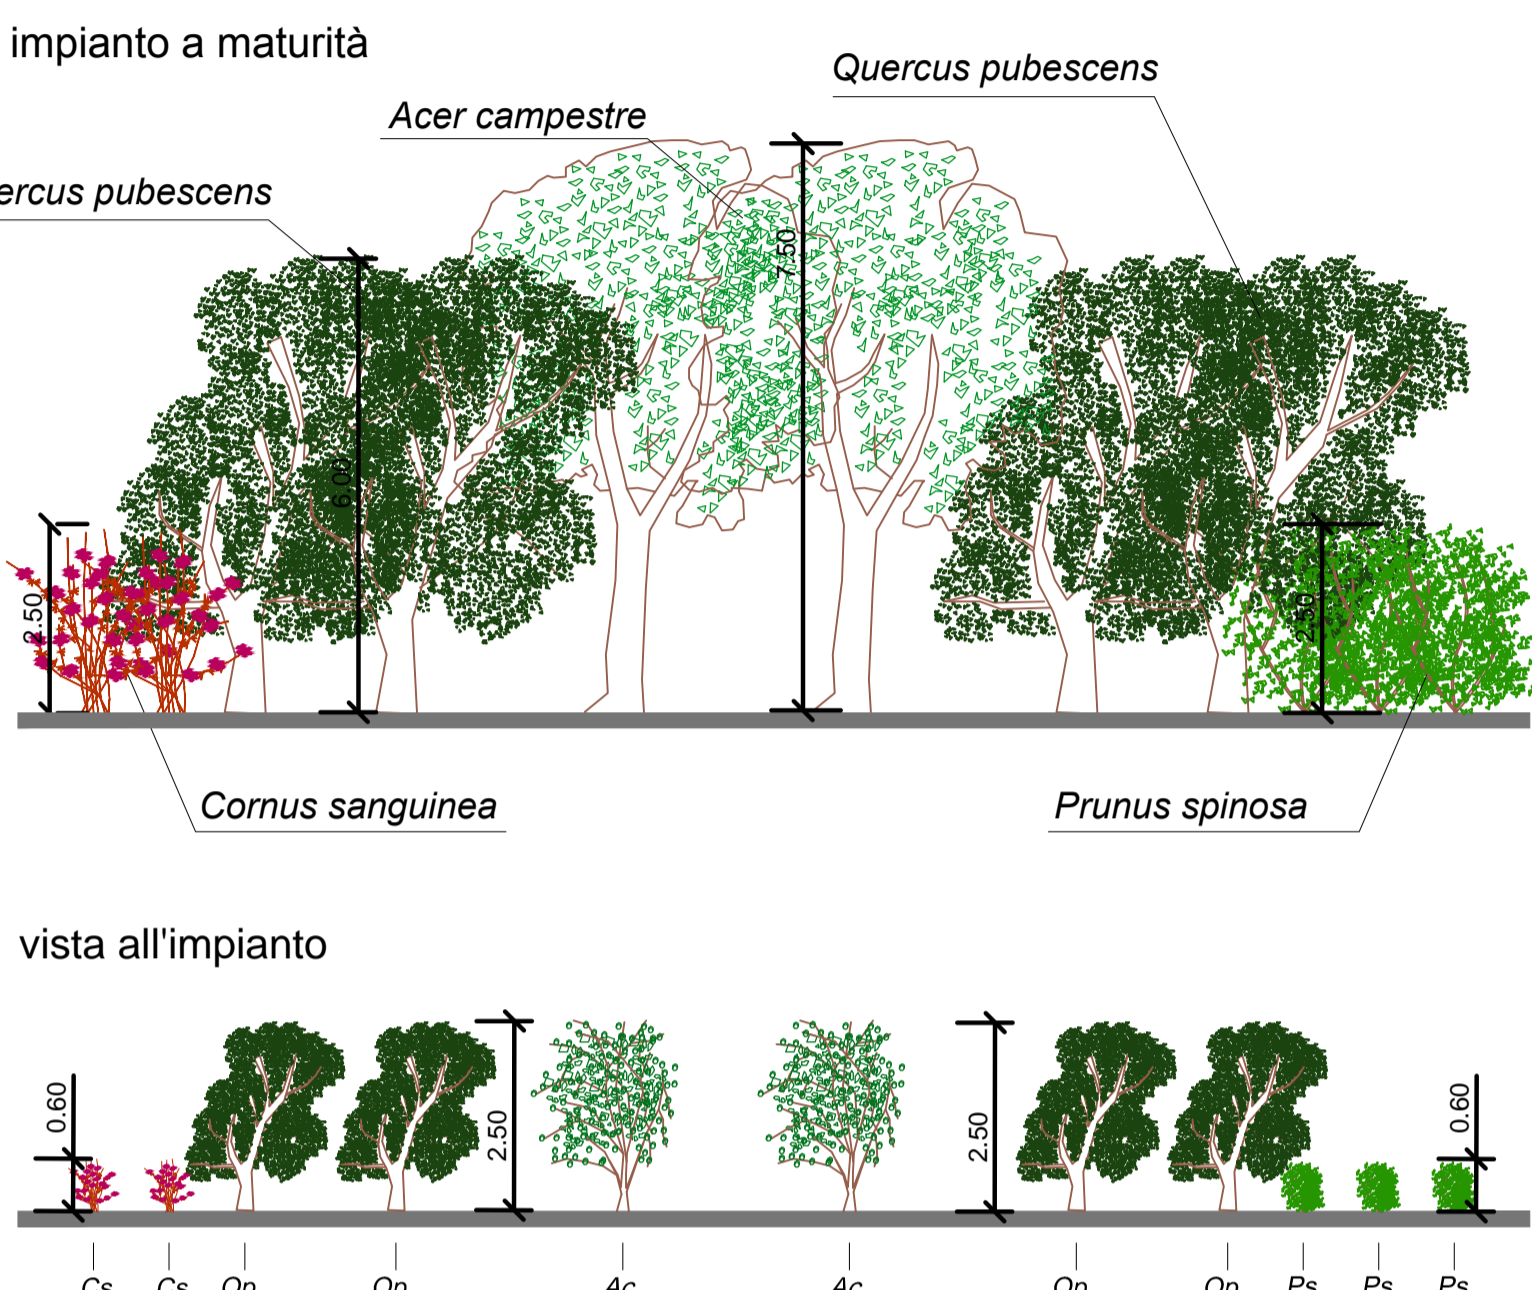 impianto a maturità
Quercus pubescens
Acer campestre
ercus pubescens
7.50
6.00
2.50
2.50
Cornus sanguinea
Prunus spinosa
vista all'impianto
0.60
2.50
2.50
0.60
Cs Cs Qp Qp Ac Ac Qp Qp Ps Ps Ps